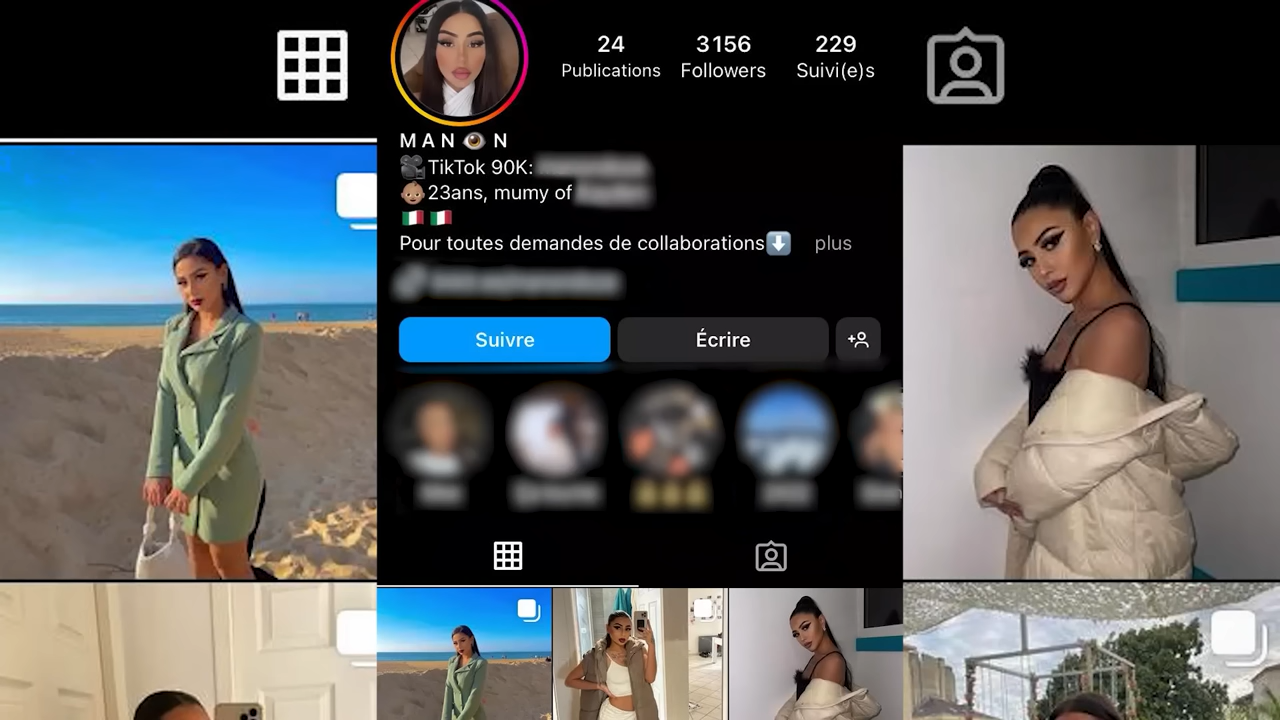 24 3156 229
Publications Followers Suivi(e)s
MAN👁️N
🎥TikTok 90K:
👶🏽23ans, mumy of
🇮🇹 🇮🇹
Pour toutes demandes de collaborations⬇️ plus
Suivre Écrire